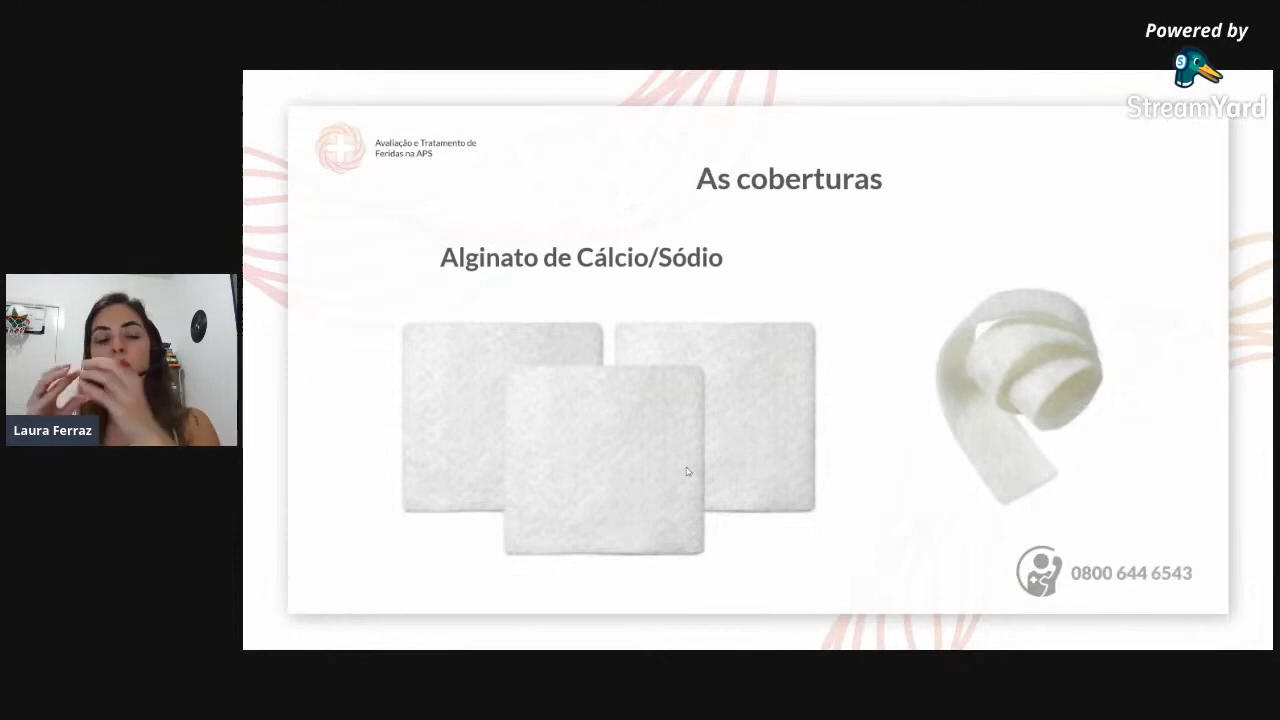 Powered by
StreamYard
Avaliação e Tratamento de
Feridas na APS
As coberturas
Alginato de Cálcio/Sódio
Laura Ferraz
0800 644 6543